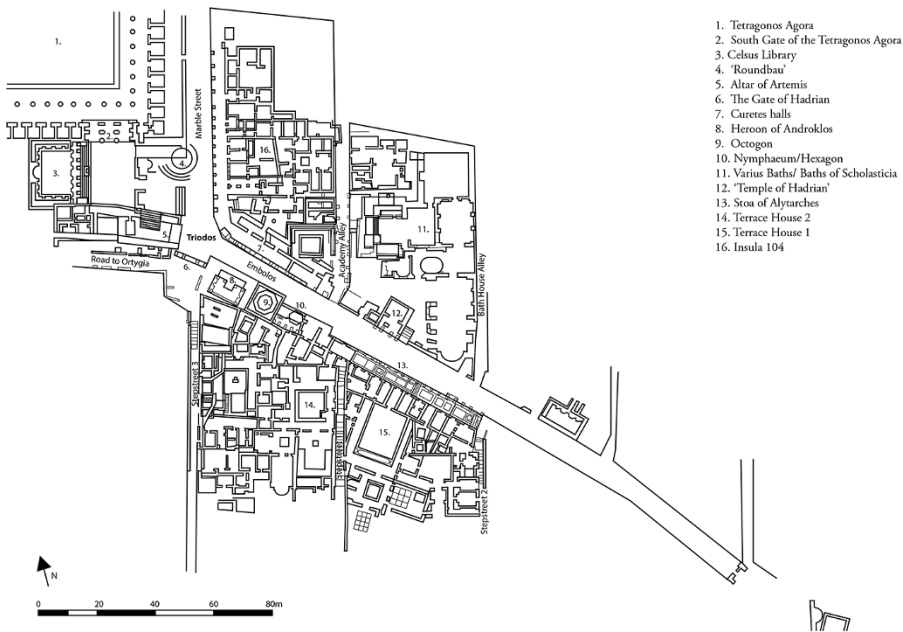 1. Tetragonos Agora
2. South Gate of the Tetragonos Agora
3. Celsus Library
4. 'Roundbau'
5. Altar of Artemis
6. The Gate of Hadrian
7. Curetes halls
8. Heroon of Androklos
9. Octogon
10. Nymphaeum/Hexagon
11. Varius Baths/ Baths of Scholasticia
12. 'Temple of Hadrian'
13. Stoa of Alytarches
14. Terrace House 2
15. Terrace House 1
16. Insula 104
1.
2.
3.
4.
Marble Street
16.
5.
Triodos
7.
Embolos
Academy Alley
11.
Bath House Alley
Road to Ortygia
6.
8.
9.
10.
12.
13.
Stepstreet 3
14.
Stepstreet
15.
Stepstreet 2
N
0 20 40 60 80m